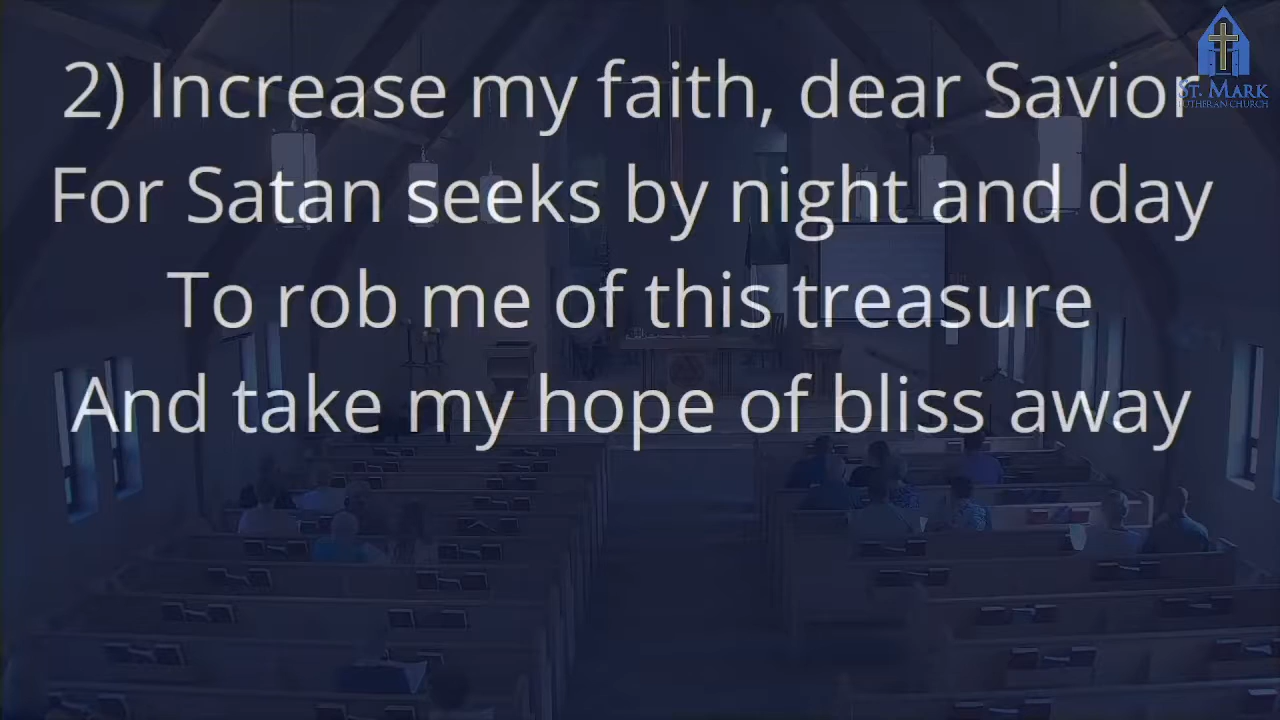 2) Increase my faith, dear Savior
For Satan seeks by night and day
To rob me of this treasure
And take my hope of bliss away
ST. MARK
LUTHERAN CHURCH